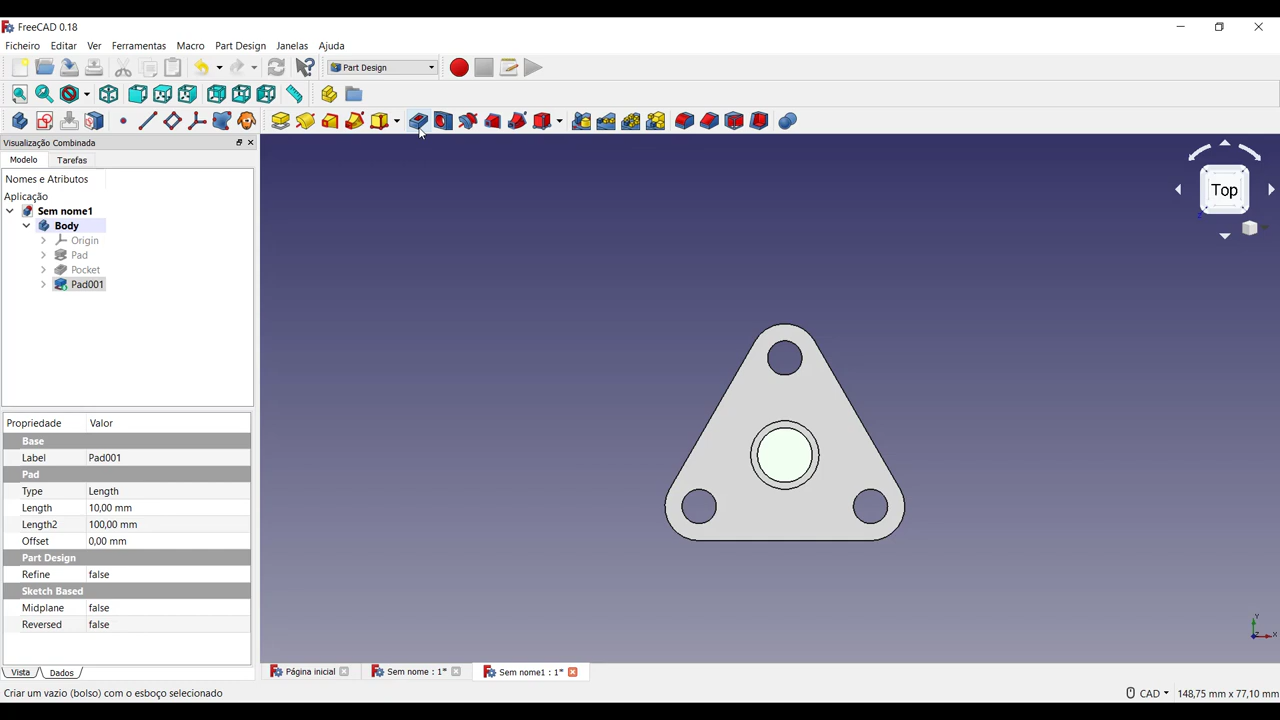 FreeCAD 0.18
Ficheiro Editar Ver Ferramentas Macro Part Design Janelas Ajuda
Part Design
Visualização Combinada
Modelo Tarefas
Nomes e Atributos
Aplicação
Sem nome1
Body
Origin
Pad
Pocket
Pad001
Top
Propriedade Valor
Base
Label Pad001
Pad
Type Length
Length 10,00 mm
Length2 100,00 mm
Offset 0,00 mm
Part Design
Refine false
Sketch Based
Midplane false
Reversed false
Y
X
Z
Vista Dados
Página inicial Sem nome : 1* Sem nome1 : 1*
Criar um vazio (bolso) com o esboço selecionado CAD 148,75 mm x 77,10 mm